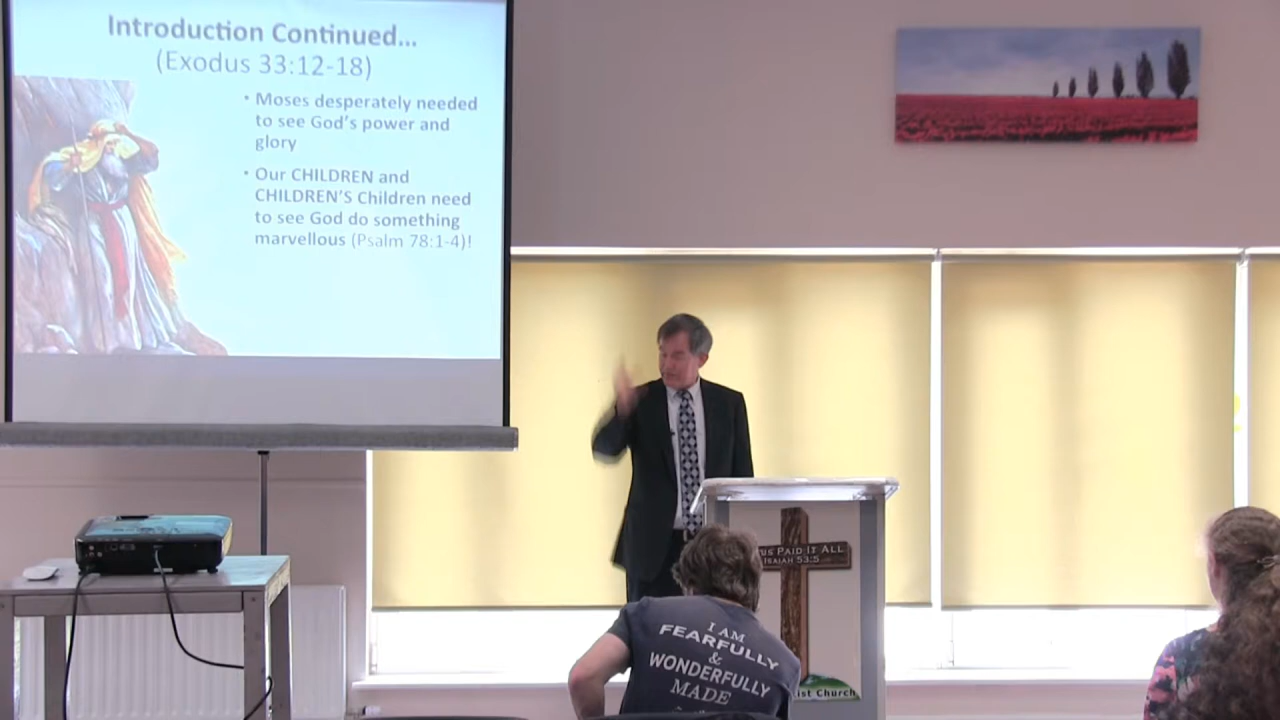 Introduction Continued...
(Exodus 33:12-18)
• Moses desperately needed
to see God's power and
glory
• Our CHILDREN and
CHILDREN'S Children need
to see God do something
marvellous (Psalm 78:1-4)!
PAID IT ALL
ISAIAH 53:5
Church
I AM
FEARFULLY
&
WONDERFULLY
MADE